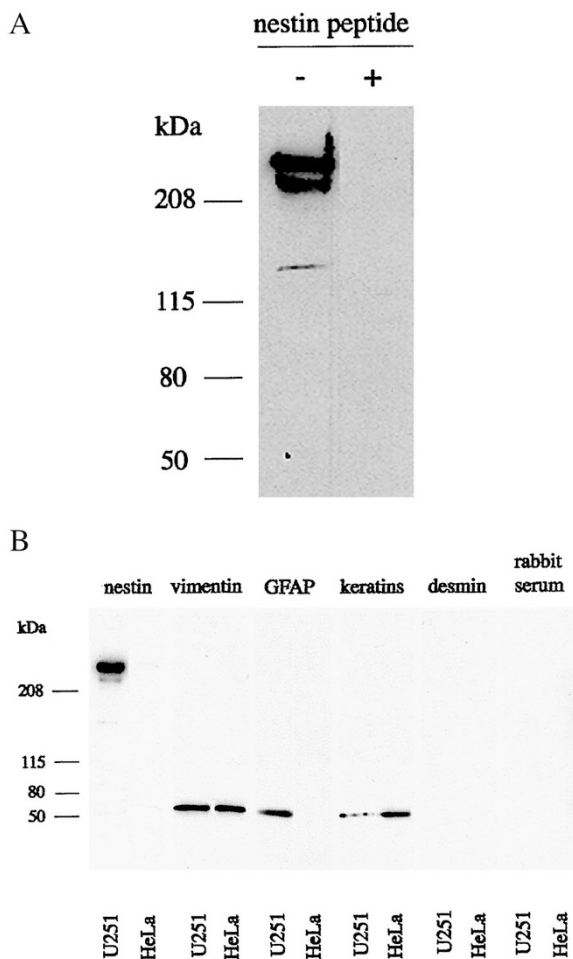 A
nestin peptide
- +
kDa
208
115
80
50
B
nestin vimentin GFAP keratins desmin rabbit serum
kDa
208
115
80
50
U251 HeLa U251 HeLa U251 HeLa U251 HeLa U251 HeLa U251 HeLa